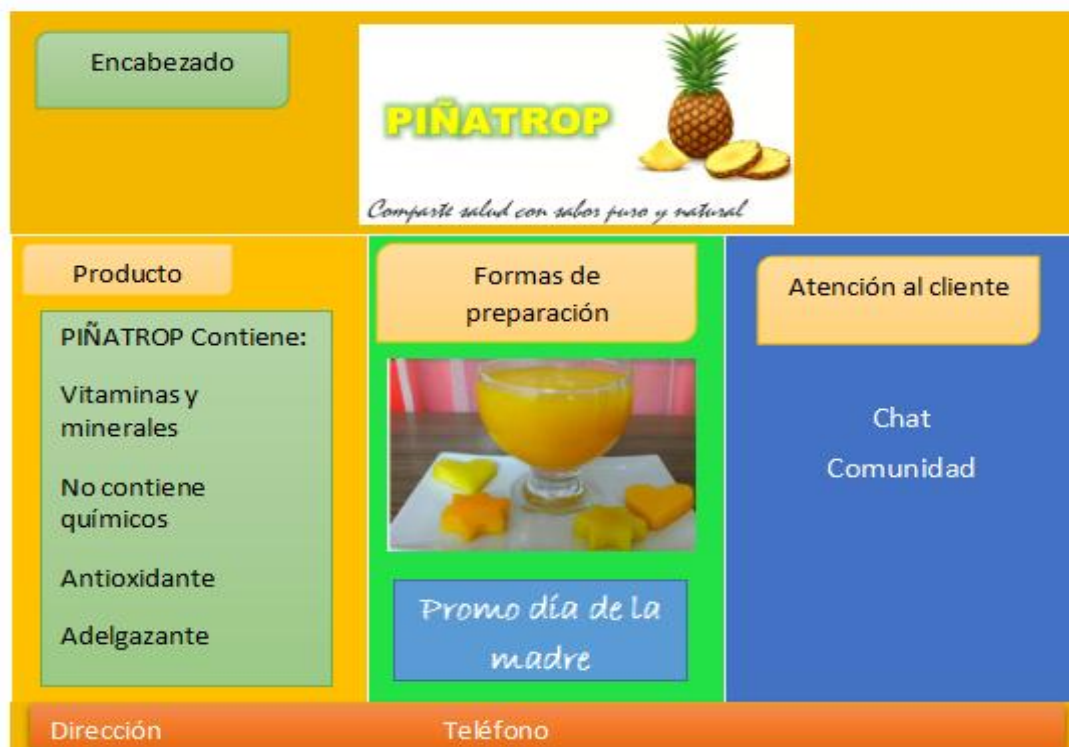 Encabezado
PIÑATROP
Comparte salud con sabor puro y natural
Producto
PIÑATROP Contiene:
Vitaminas y
minerales
No contiene
químicos
Antioxidante
Adelgazante
Formas de
preparación
Promo día de la
madre
Atención al cliente
Chat
Comunidad
Dirección
Teléfono